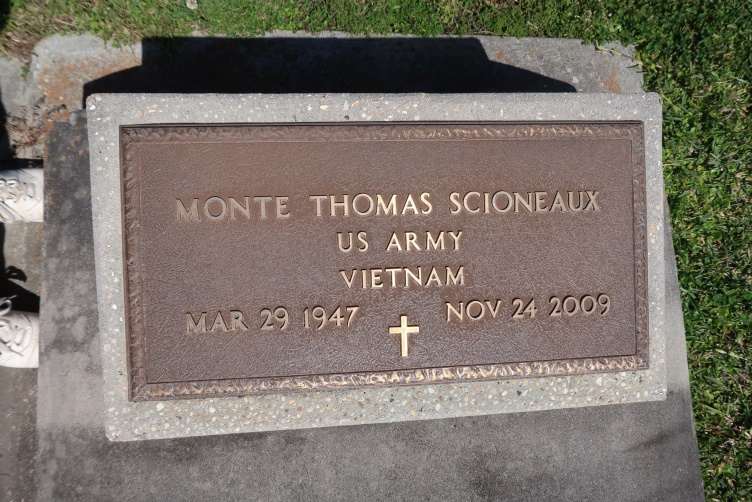 MONTE THOMAS SCIONEAUX
US ARMY
VIETNAM
MAR 29 1947 NOV 24 2009